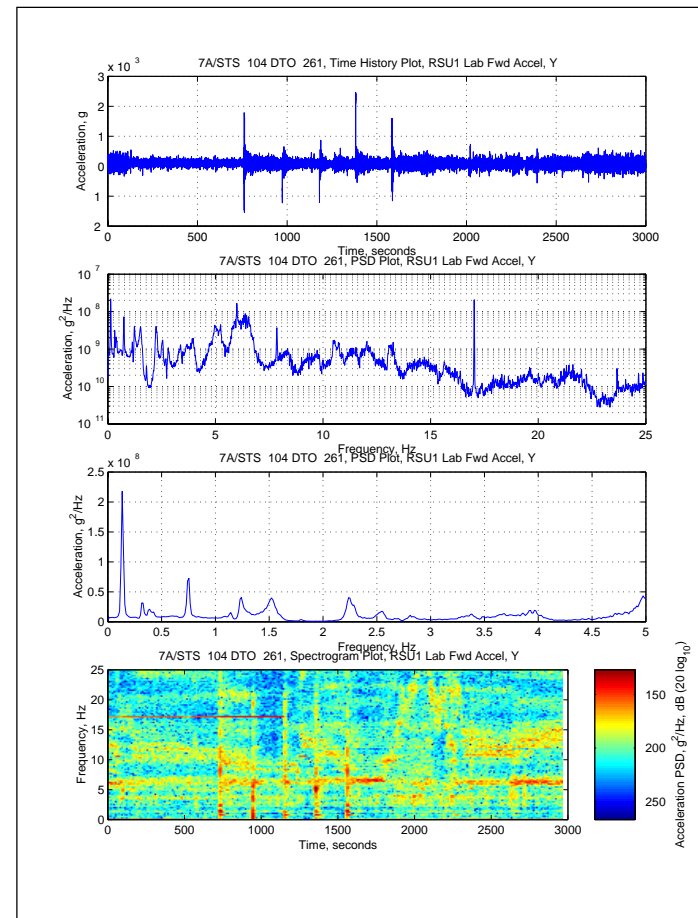 7A/STS 104 DTO 261, Time History Plot, RSU1 Lab Fwd Accel, Y
x 10 3
3
2
1
0
1
2
Acceleration, g
0 500 1000 1500 2000 2500 3000
Time, seconds
7A/STS 104 DTO 261, PSD Plot, RSU1 Lab Fwd Accel, Y
10 7
10 8
10 9
10 10
10 11
Acceleration, g2/Hz
0 5 10 15 20 25
Frequency, Hz
7A/STS 104 DTO 261, PSD Plot, RSU1 Lab Fwd Accel, Y
x 10 8
2.5
2
1.5
1
0.5
0
Acceleration, g2/Hz
0 0.5 1 1.5 2 2.5 3 3.5 4 4.5 5
Frequency, Hz
7A/STS 104 DTO 261, Spectrogram Plot, RSU1 Lab Fwd Accel, Y
25
20
15
10
5
0
Frequency, Hz
0 500 1000 1500 2000 2500 3000
Time, seconds
150
200
250
Acceleration PSD, g2/Hz, dB (20 log10)